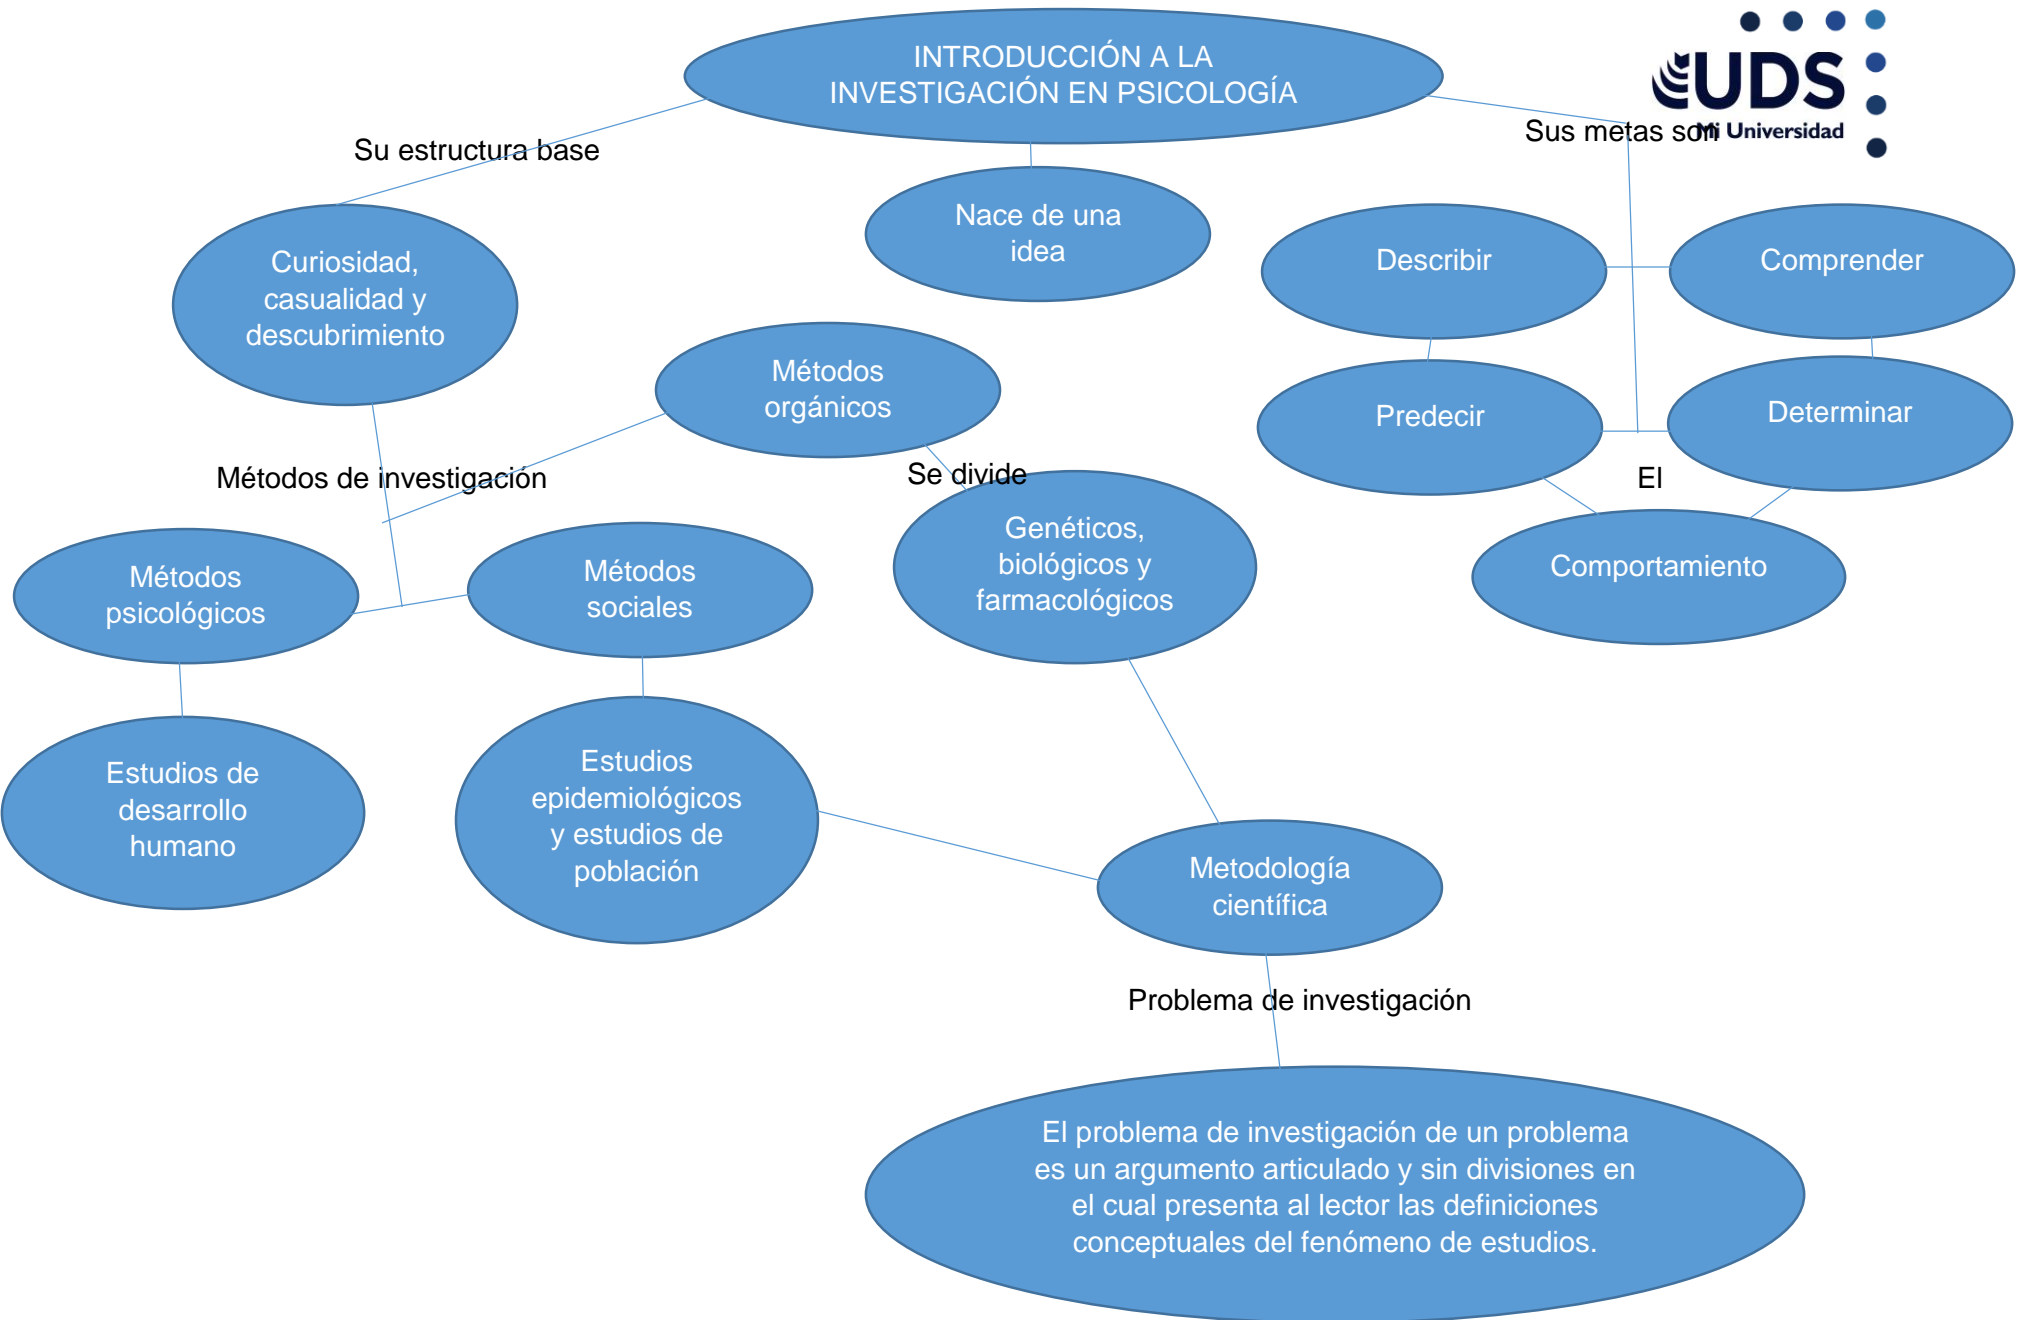 INTRODUCCIÓN A LA
INVESTIGACIÓN EN PSICOLOGÍA
UDS
Mi Universidad
Su estructura base
Sus metas son
Nace de una
idea
Curiosidad,
casualidad y
descubrimiento
Describir
Comprender
Métodos
orgánicos
Predecir
Determinar
Métodos de investigación
Se divide
El
Genéticos,
biológicos y
farmacológicos
Comportamiento
Métodos
psicológicos
Métodos
sociales
Estudios de
desarrollo
humano
Estudios
epidemiológicos
y estudios de
población
Metodología
científica
Problema de investigación
El problema de investigación de un problema
es un argumento articulado y sin divisiones en
el cual presenta al lector las definiciones
conceptuales del fenómeno de estudios.